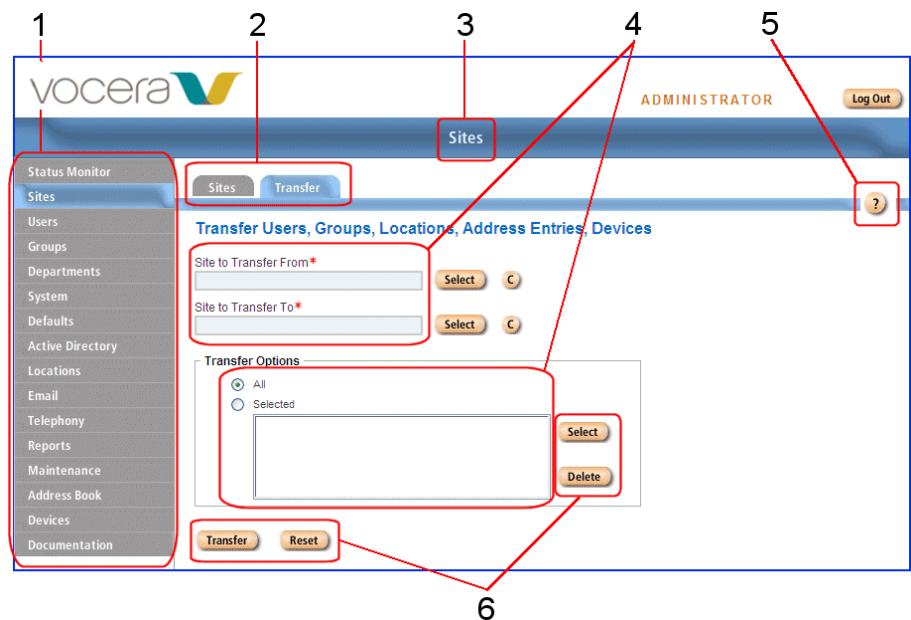 1 2 3 4 5
vocera
ADMINISTRATOR
Log Out
Sites
Status Monitor
Sites
Users
Groups
Departments
System
Defaults
Active Directory
Locations
Email
Telephony
Reports
Maintenance
Address Book
Devices
Documentation
Sites Transfer
?
Transfer Users, Groups, Locations, Address Entries, Devices
Site to Transfer From*
Select C
Site to Transfer To*
Select C
Transfer Options
All
Selected
Select
Delete
Transfer Reset
6